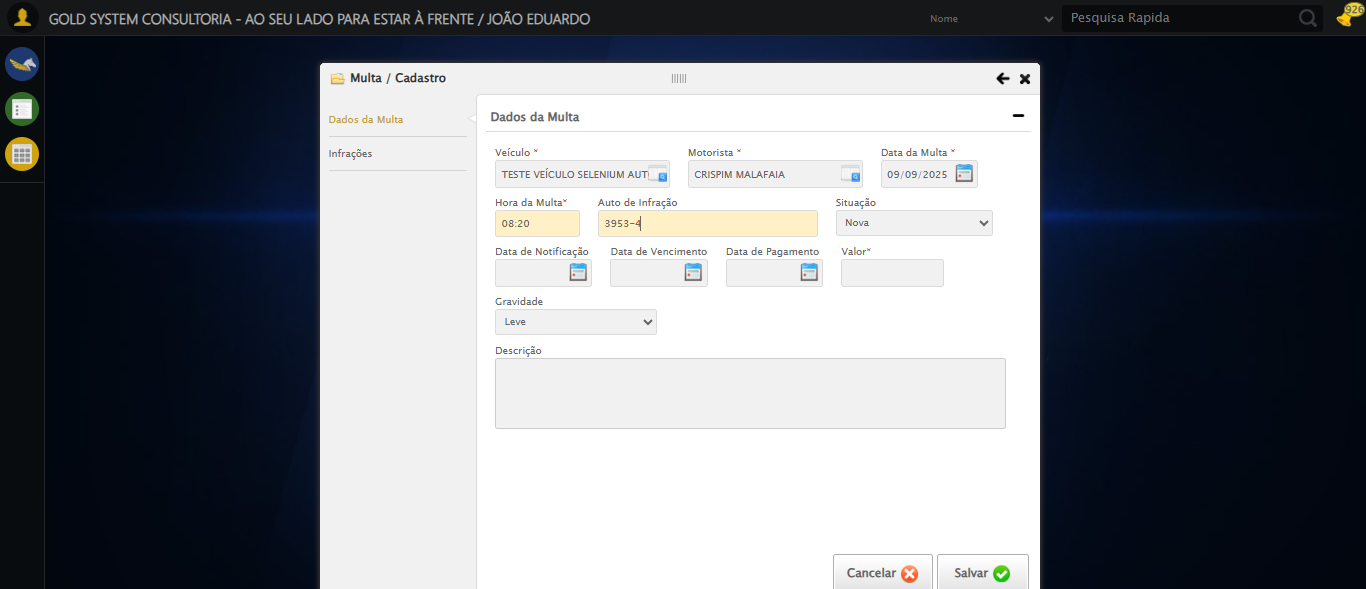 GOLD SYSTEM CONSULTORIA - AO SEU LADO PARA ESTAR À FRENTE / JOÃO EDUARDO
Nome
Pesquisa Rapida
926
Multa / Cadastro
Dados da Multa
Infrações
Dados da Multa
Veículo * Motorista * Data da Multa *
TESTE VEÍCULO SELENIUM AUT CRISPIM MALAFAIA 09/09/2025
Hora da Multa* Auto de Infração Situação
08:20 3953-4 Nova
Data de Notificação Data de Vencimento Data de Pagamento Valor*
Gravidade
Leve
Descrição
Cancelar Salvar